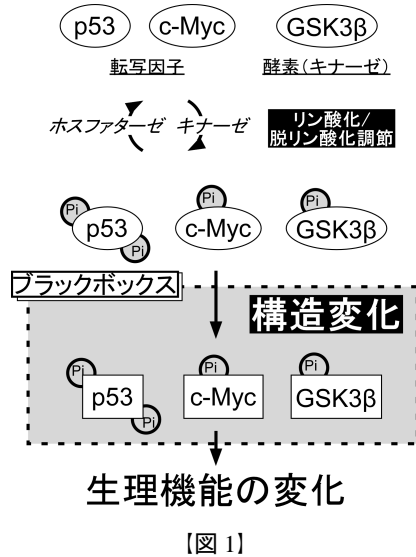 p53 c-Myc GSK3β
転写因子 酵素(キナーゼ)
ホスファターゼ キナーゼ
リン酸化/
脱リン酸化調節
Pi Pi Pi
p53 c-Myc GSK3β
Pi
ブラックボックス
構造変化
Pi Pi Pi
p53 c-Myc GSK3β
Pi
生理機能の変化
【図 1】